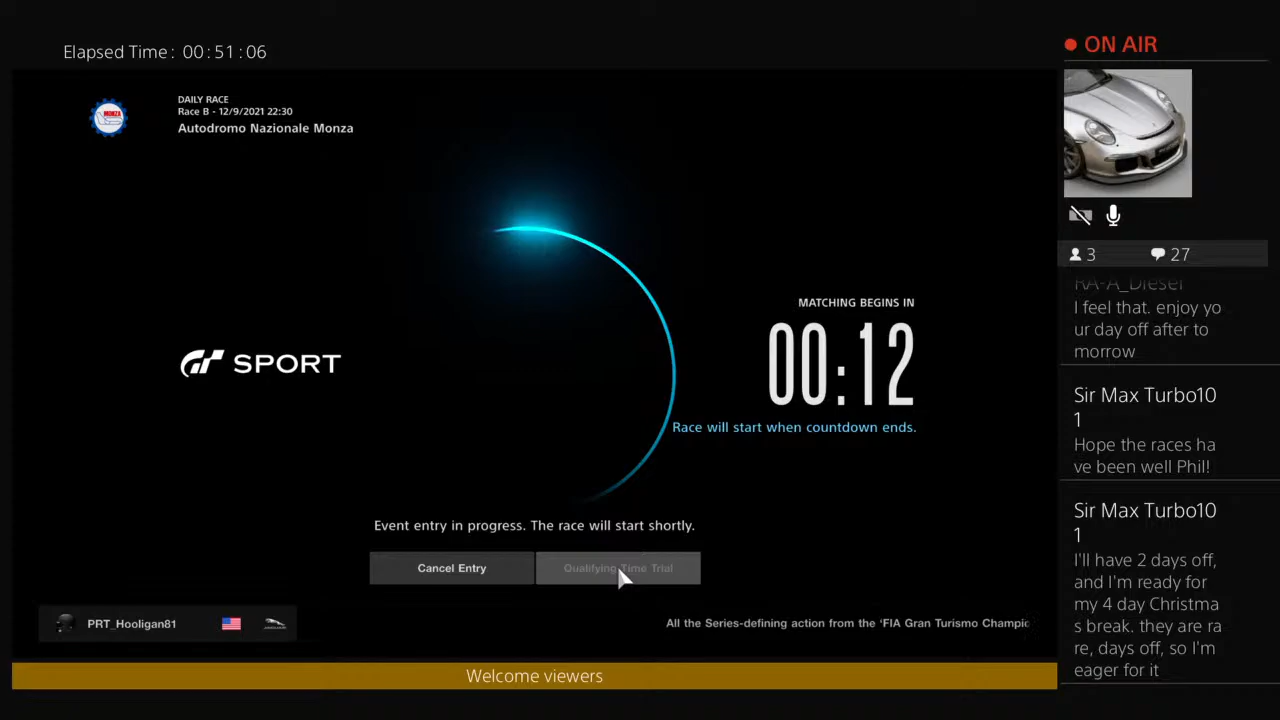 Elapsed Time: 00:51:06
ON AIR
DAILY RACE
Race B - 12/9/2021 22:30
Autodromo Nazionale Monza
MONZA
3 27
RA-A_Diesel
I feel that. enjoy yo
ur day off after to
morrow
MATCHING BEGINS IN
00:12
Race will start when countdown ends.
SPORT
Sir Max Turbo10
1
Hope the races ha
ve been well Phil!
Sir Max Turbo10
1
I'll have 2 days off,
and I'm ready for
my 4 day Christma
s break. they are ra
re, days off, so I'm
eager for it
Event entry in progress. The race will start shortly.
Cancel Entry
Qualifying Time Trial
PRT_Hooligan81
All the Series-defining action from the 'FIA Gran Turismo Champi
Welcome viewers